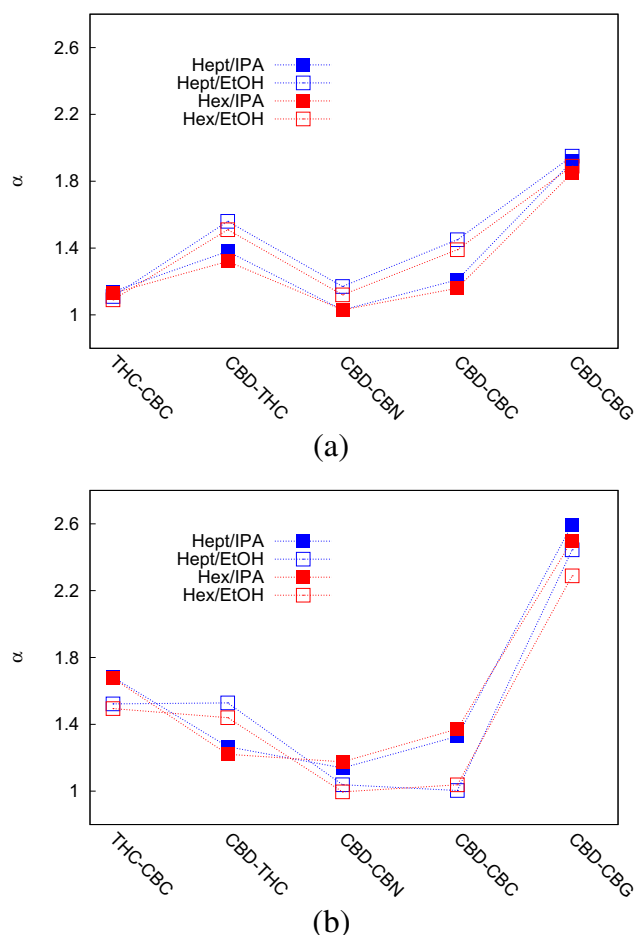 2.6
2.2
1.8
1.4
1
α
Hept/IPA
Hept/EtOH
Hex/IPA
Hex/EtOH
THC-CBC
CBD-THC
CBD-CBN
CBD-CBC
CBD-CBG
(a)
2.6
2.2
1.8
1.4
1
α
Hept/IPA
Hept/EtOH
Hex/IPA
Hex/EtOH
THC-CBC
CBD-THC
CBD-CBN
CBD-CBC
CBD-CBG
(b)